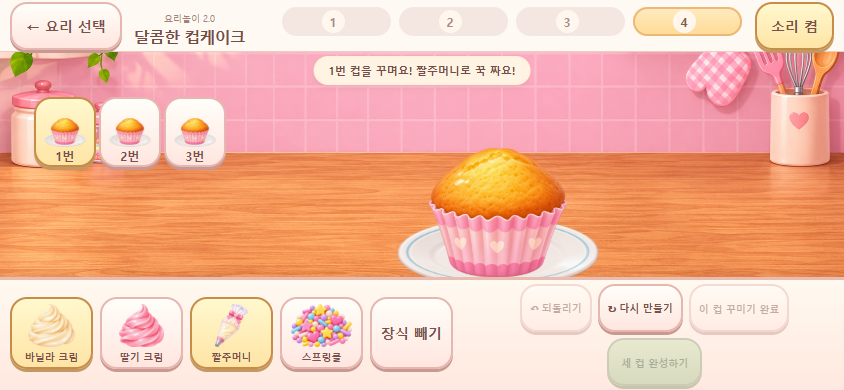 ← 요리 선택
요리놀이 2.0
달콤한 컵케이크
1
2
3
4
소리 켬
1번 컵을 꾸며요! 짤주머니로 꾹 짜요!
1번
2번
3번
바닐라 크림
딸기 크림
짤주머니
스프링클
장식 빼기
↶ 되돌리기
↻ 다시 만들기
이 컵 꾸미기 완료
세 컵 완성하기